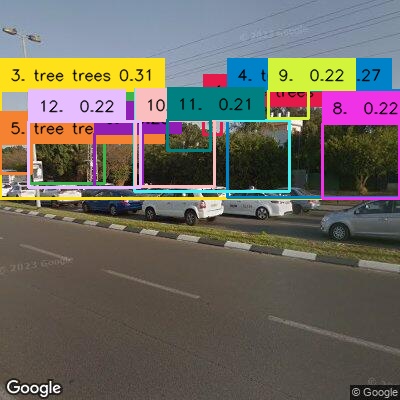 © 2023 Google
3. tree trees 0.31
4. t
9. 0.22
.27
12. 0.22
10
11. 0.21
trees
8. 0.22
5. tree tre
© 2023 Google
Google
© Google